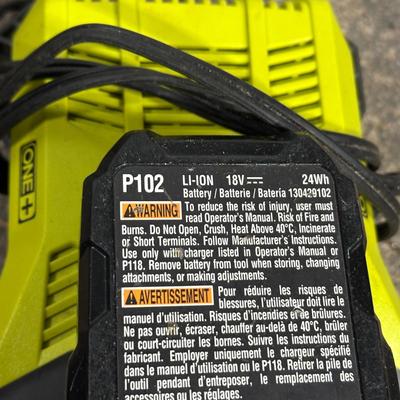 ONE+
P102 LI-ION 18V⎓ 24Wh
Battery / Batterie / Batería 130429102
WARNING To reduce the risk of injury, user must
read Operator's Manual. Risk of Fire and
Burns. Do Not Open, Crush, Heat Above 40°C, Incinerate
or Short Terminals. Follow Manufacturer's Instructions.
Use only with charger listed in Operator's Manual or
P118. Remove battery from tool when storing, changing
attachments, or making adjustments.
AVERTISSEMENT Pour réduire les risques de
blessures, l'utilisateur doit lire le
manuel d'utilisation. Risques d'incendie et de brûlures.
Ne pas ouvrir, écraser, chauffer au-delà de 40°C, brûler
ou court-circuiter les bornes. Suivre les instructions du
fabricant. Employer uniquement le chargeur spécifié
dans le manuel d'utilisation ou le P118. Retirer la pile de
l'outil pendant d'entreposer, le remplacement des
accessoires ou les réglages.